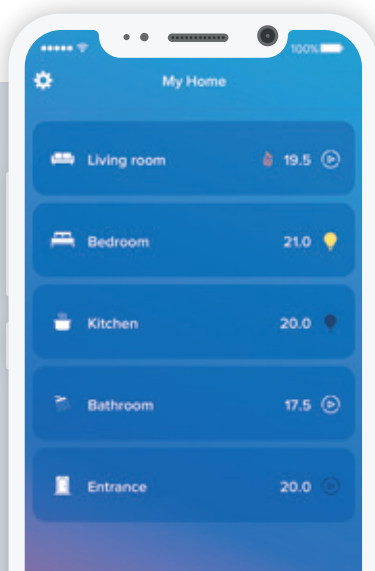 100%
My Home
Living room 19.5
Bedroom 21.0
Kitchen 20.0
Bathroom 17.5
Entrance 20.0